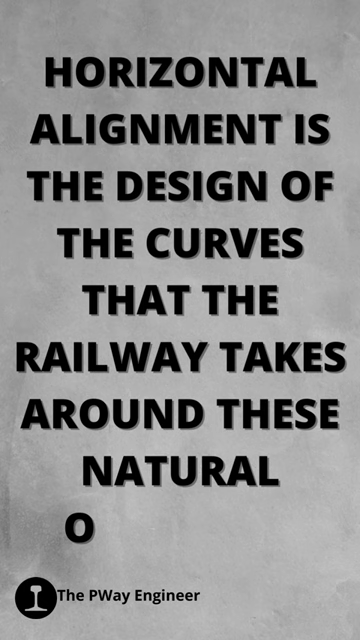 HORIZONTAL
ALIGNMENT IS
THE DESIGN OF
THE CURVES
THAT THE
RAILWAY TAKES
AROUND THESE
NATURAL
O
The PWay Engineer